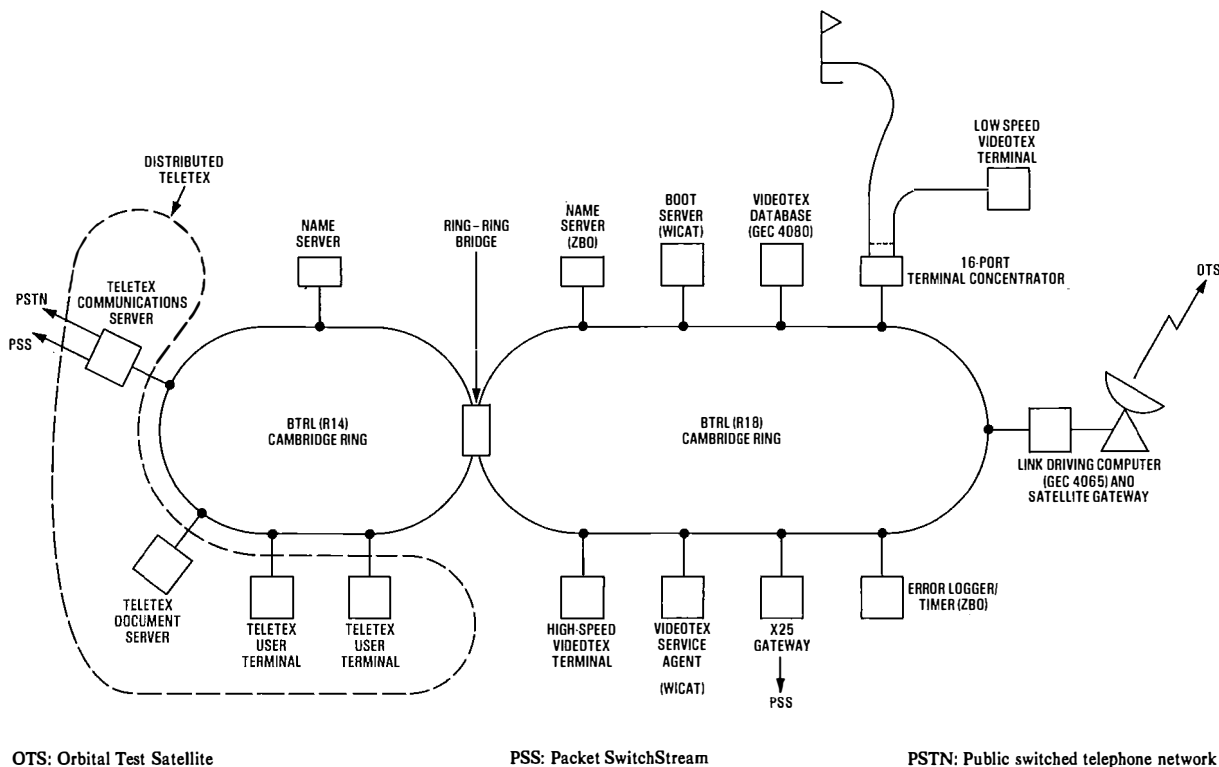 LOW SPEED
VIDEOTEX
TERMINAL
DISTRIBUTED
TELETEX
NAME
SERVER
RING–RING
BRIDGE
NAME
SERVER
(ZBO)
BOOT
SERVER
(WICAT)
VIDEOTEX
DATABASE
(GEC 4080)
16-PORT
TERMINAL CONCENTRATOR
OTS
PSTN
PSS
TELETEX
COMMUNICATIONS
SERVER
BTRL (R14)
CAMBRIDGE RING
BTRL (R18)
CAMBRIDGE RING
LINK DRIVING COMPUTER
(GEC 4065) ANO
SATELLITE GATEWAY
TELETEX
DOCUMENT
SERVER
TELETEX
USER
TERMINAL
TELETEX
USER
TERMINAL
HIGH-SPEED
VIDEOTEX
TERMINAL
VIDEOTEX
SERVICE
AGENT
(WICAT)
X25
GATEWAY
PSS
ERROR LOGGER/
TIMER (ZBO)
OTS: Orbital Test Satellite
PSS: Packet SwitchStream
PSTN: Public switched telephone network